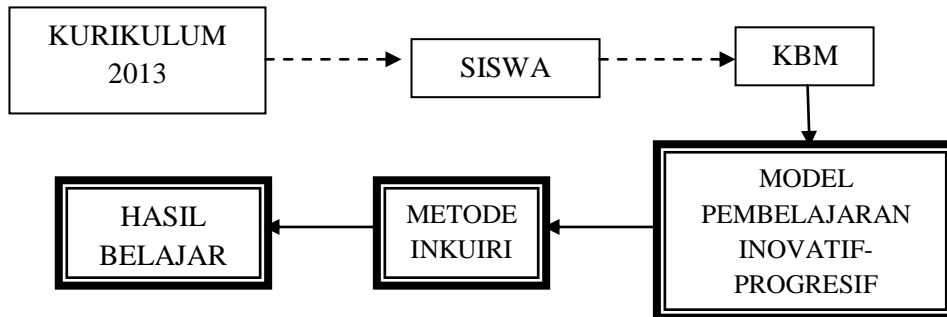 KURIKULUM
2013
SISWA
KBM
MODEL
PEMBELAJARAN
INOVATIF-
PROGRESIF
METODE
INKUIRI
HASIL
BELAJAR